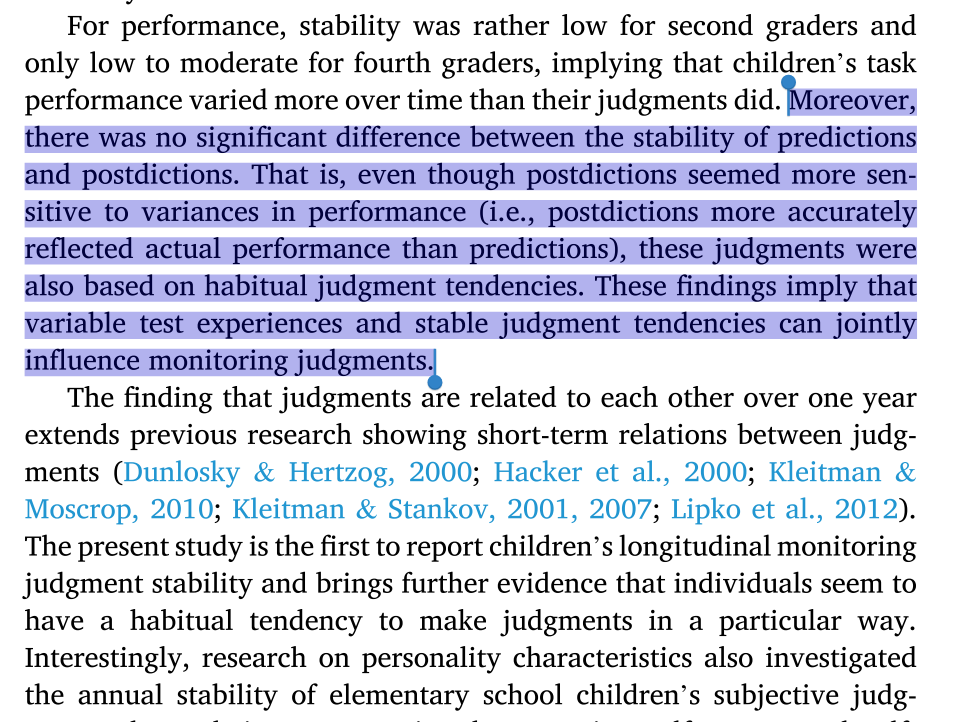 For performance, stability was rather low for second graders and
only low to moderate for fourth graders, implying that children’s task
performance varied more over time than their judgments did. Moreover,
there was no significant difference between the stability of predictions
and postdictions. That is, even though postdictions seemed more sen-
sitive to variances in performance (i.e., postdictions more accurately
reflected actual performance than predictions), these judgments were
also based on habitual judgment tendencies. These findings imply that
variable test experiences and stable judgment tendencies can jointly
influence monitoring judgments.
The finding that judgments are related to each other over one year
extends previous research showing short-term relations between judg-
ments (Dunlosky & Hertzog, 2000; Hacker et al., 2000; Kleitman &
Moscrop, 2010; Kleitman & Stankov, 2001, 2007; Lipko et al., 2012).
The present study is the first to report children’s longitudinal monitoring
judgment stability and brings further evidence that individuals seem to
have a habitual tendency to make judgments in a particular way.
Interestingly, research on personality characteristics also investigated
the annual stability of elementary school children’s subjective judg-